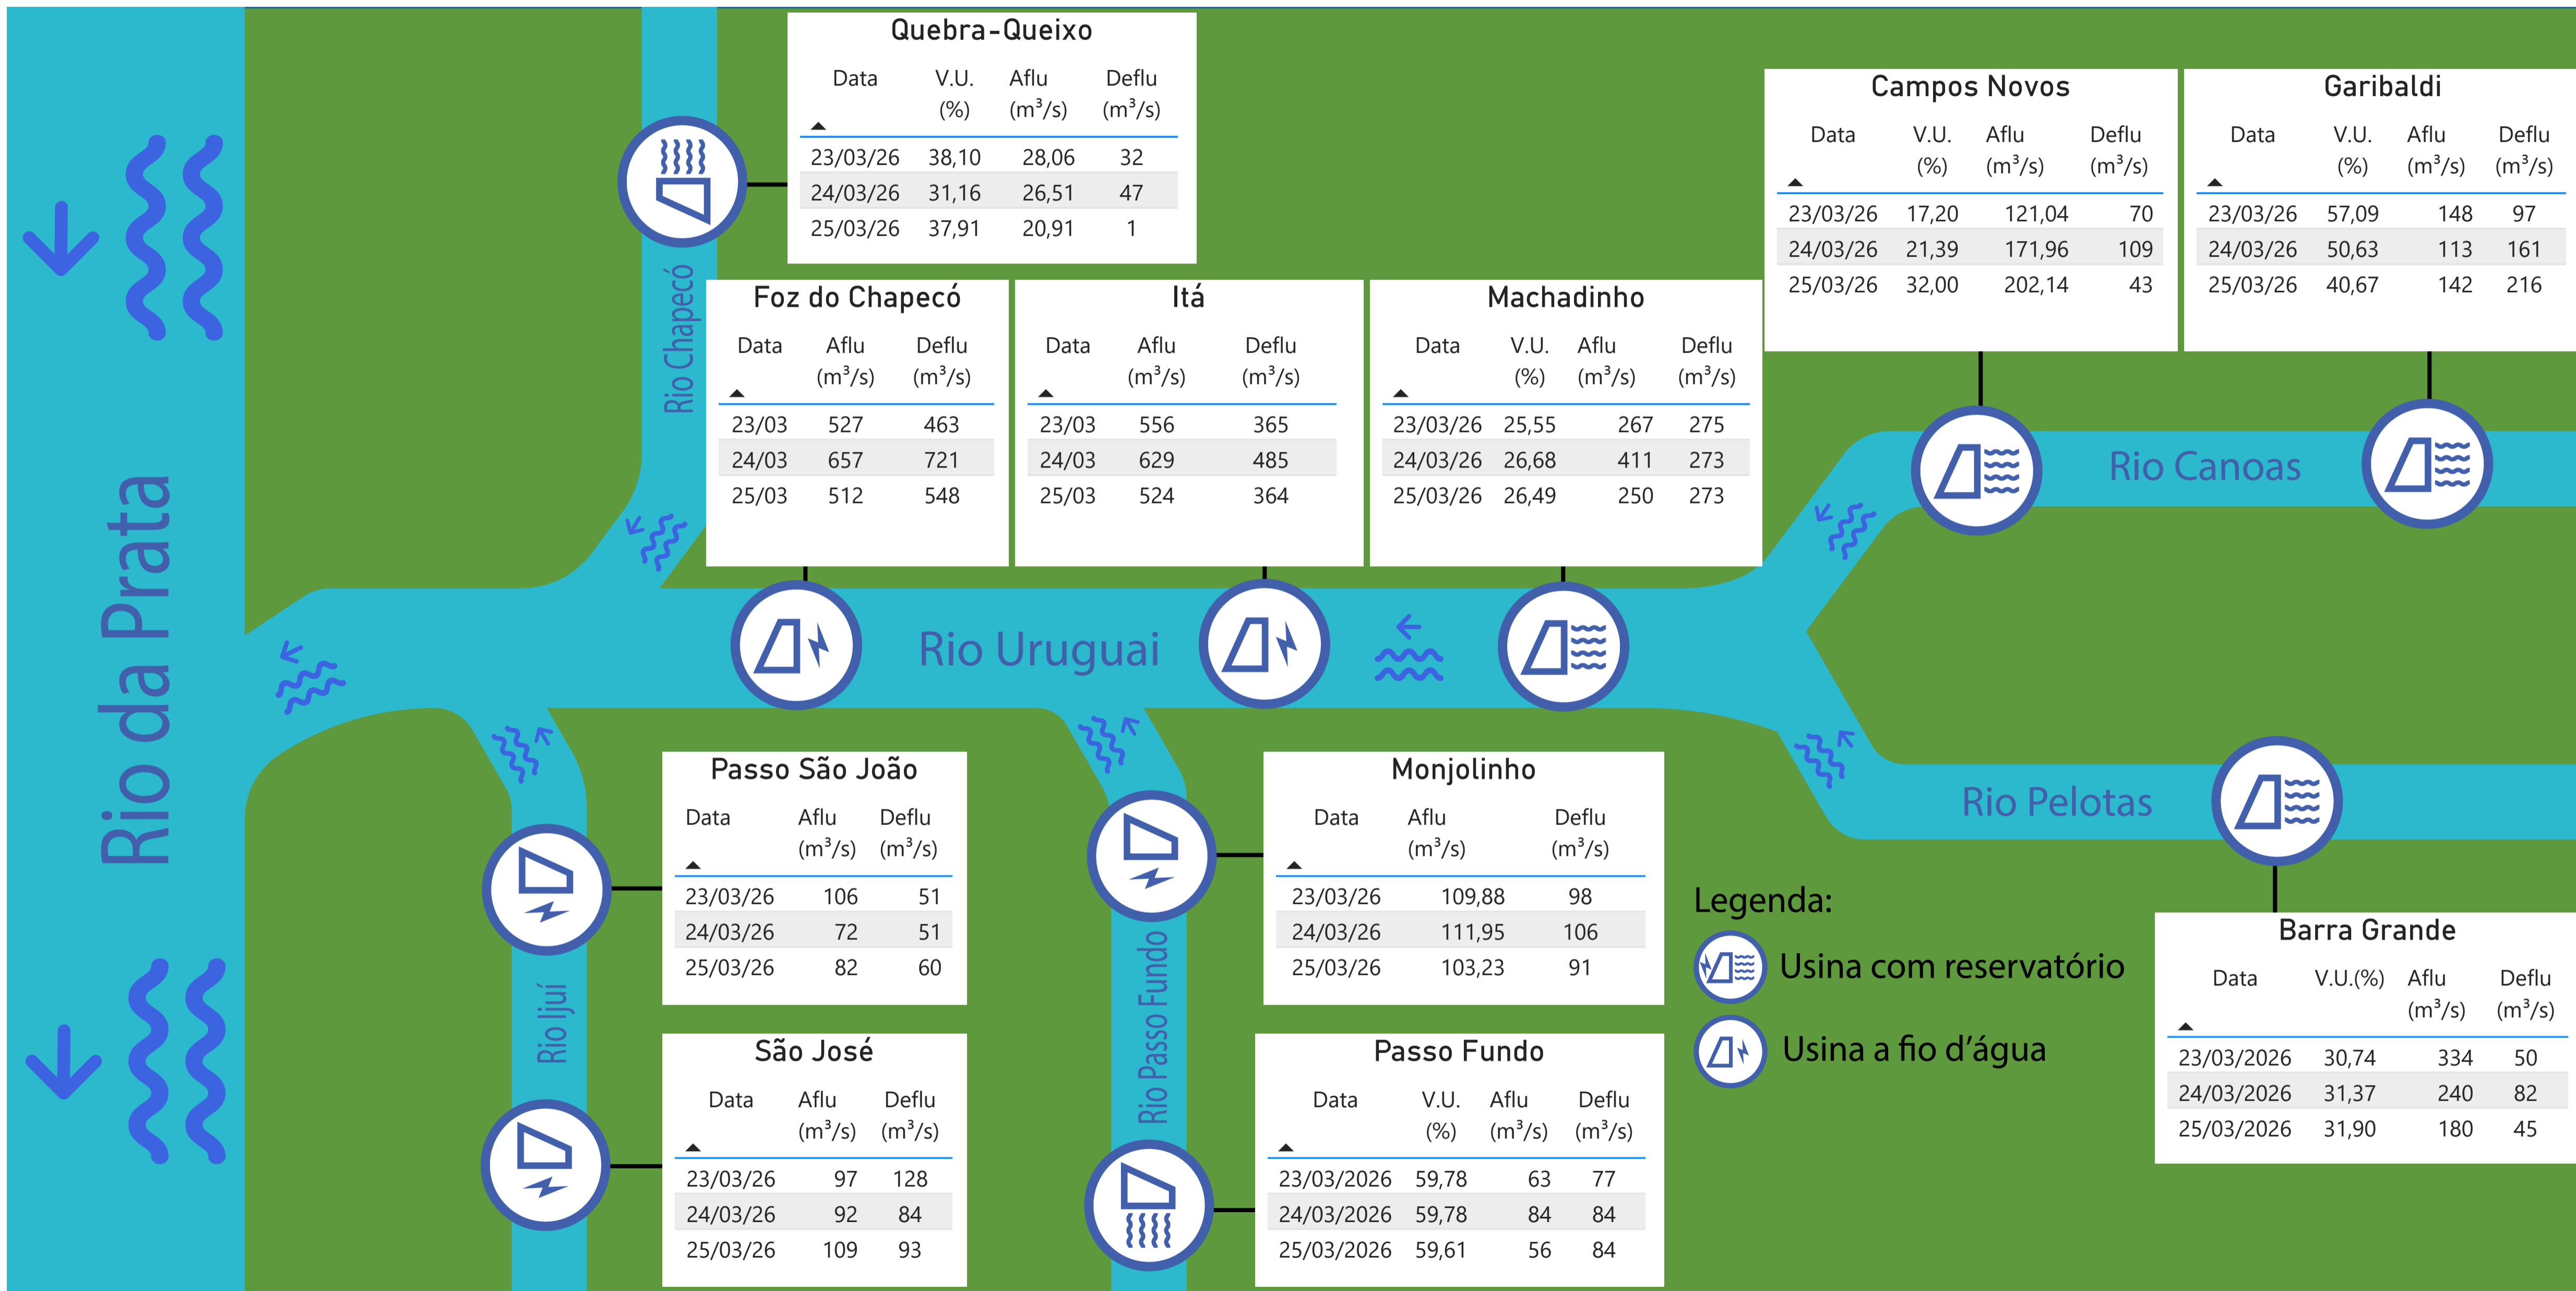 Quebra-Queixo
Data V.U. (%) Aflu (m³/s) Deflu (m³/s)
23/03/26 38,10 28,06 32
24/03/26 31,16 26,51 47
25/03/26 37,91 20,91 1
Campos Novos
Data V.U. (%) Aflu (m³/s) Deflu (m³/s)
23/03/26 17,20 121,04 70
24/03/26 21,39 171,96 109
25/03/26 32,00 202,14 43
Garibaldi
Data V.U. (%) Aflu (m³/s) Deflu (m³/s)
23/03/26 57,09 148 97
24/03/26 50,63 113 161
25/03/26 40,67 142 216
Rio Chapecó
Foz do Chapecó
Data Aflu (m³/s) Deflu (m³/s)
23/03 527 463
24/03 657 721
25/03 512 548
Itá
Data Aflu (m³/s) Deflu (m³/s)
23/03 556 365
24/03 629 485
25/03 524 364
Machadinho
Data V.U. (%) Aflu (m³/s) Deflu (m³/s)
23/03/26 25,55 267 275
24/03/26 26,68 411 273
25/03/26 26,49 250 273
Rio Canoas
Rio da Prata
Rio Uruguai
Rio Pelotas
Passo São João
Data Aflu (m³/s) Deflu (m³/s)
23/03/26 106 51
24/03/26 72 51
25/03/26 82 60
Monjolinho
Data Aflu (m³/s) Deflu (m³/s)
23/03/26 109,88 98
24/03/26 111,95 106
25/03/26 103,23 91
Legenda:
Usina com reservatório
Usina a fio d’água
Barra Grande
Data V.U.(%) Aflu (m³/s) Deflu (m³/s)
23/03/2026 30,74 334 50
24/03/2026 31,37 240 82
25/03/2026 31,90 180 45
Rio Ijuí
São José
Data Aflu (m³/s) Deflu (m³/s)
23/03/26 97 128
24/03/26 92 84
25/03/26 109 93
Rio Passo Fundo
Passo Fundo
Data V.U. (%) Aflu (m³/s) Deflu (m³/s)
23/03/2026 59,78 63 77
24/03/2026 59,78 84 84
25/03/2026 59,61 56 84